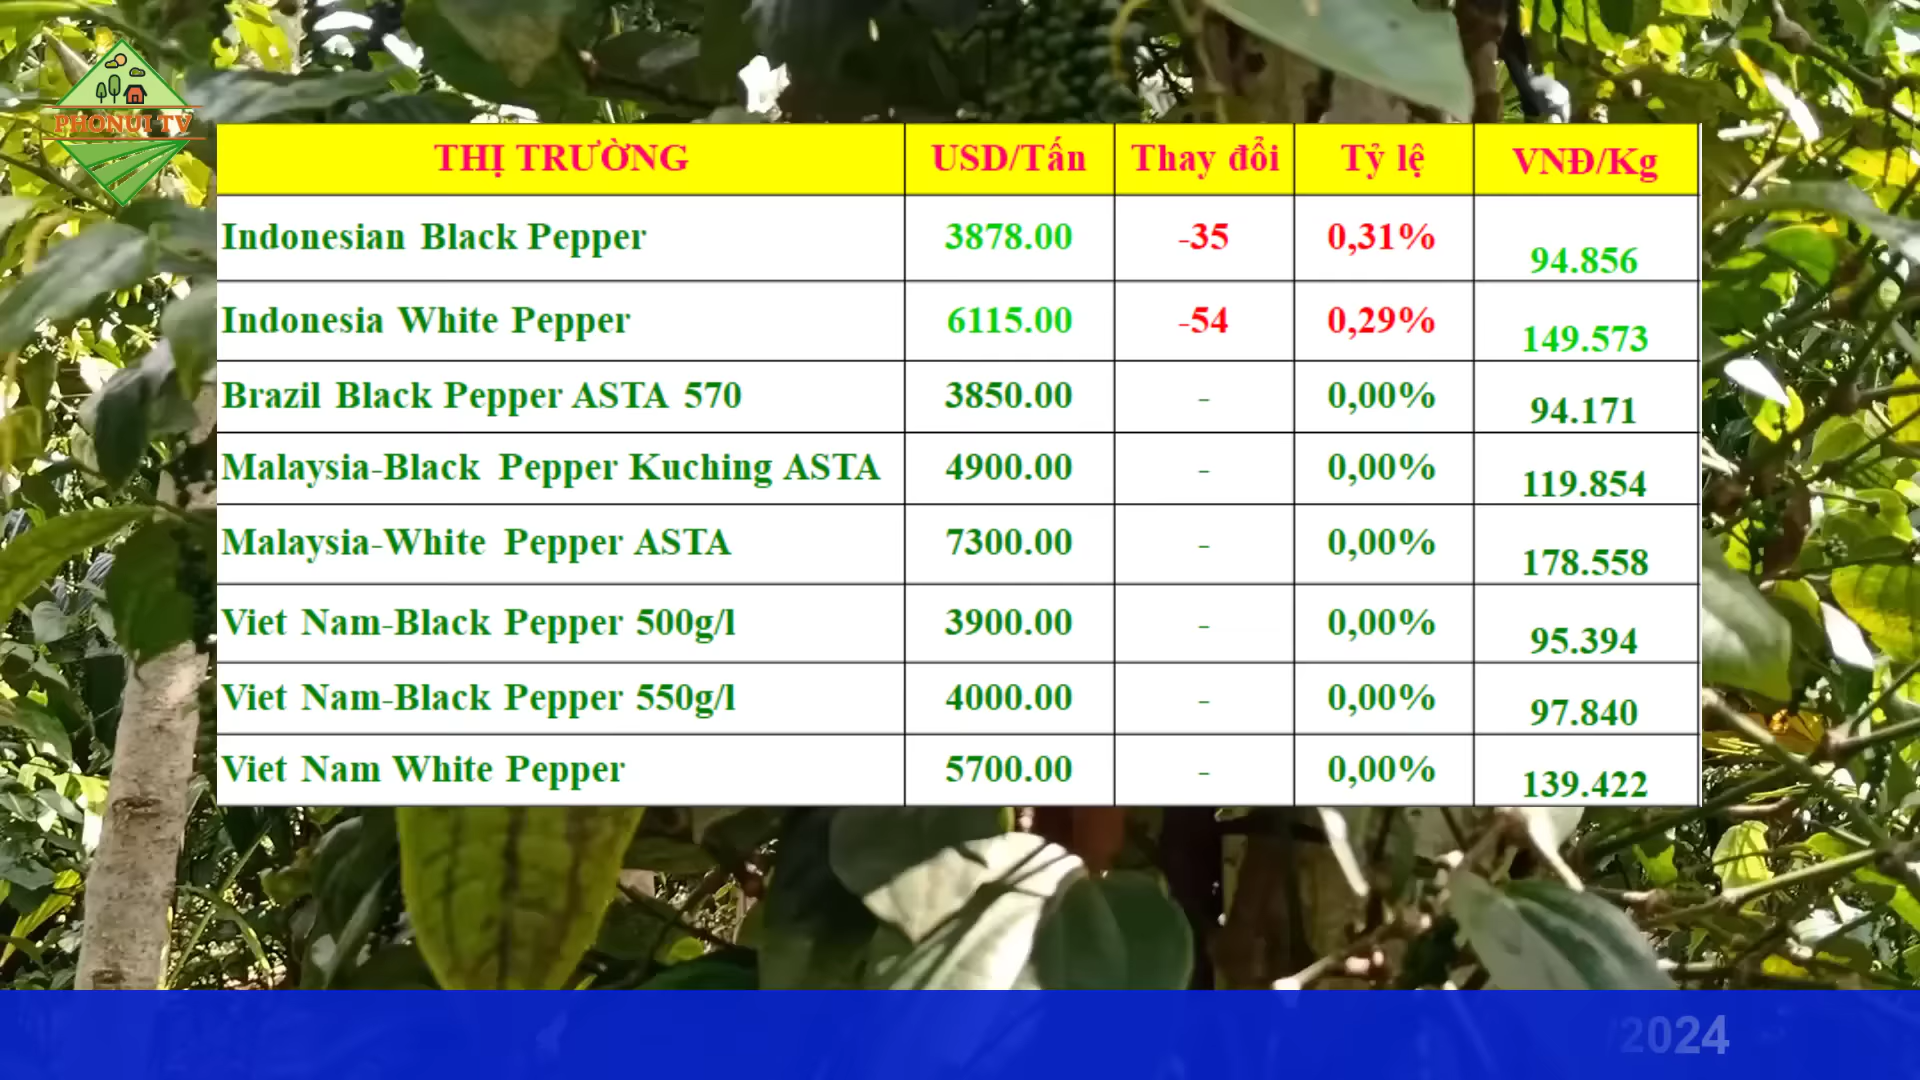 PHONUI TV
THỊ TRƯỜNG USD/Tấn Thay đổi Tỷ lệ VNĐ/Kg
Indonesian Black Pepper 3878.00 -35 0,31% 94.856
Indonesia White Pepper 6115.00 -54 0,29% 149.573
Brazil Black Pepper ASTA 570 3850.00 - 0,00% 94.171
Malaysia-Black Pepper Kuching ASTA 4900.00 - 0,00% 119.854
Malaysia-White Pepper ASTA 7300.00 - 0,00% 178.558
Viet Nam-Black Pepper 500g/l 3900.00 - 0,00% 95.394
Viet Nam-Black Pepper 550g/l 4000.00 - 0,00% 97.840
Viet Nam White Pepper 5700.00 - 0,00% 139.422
/2024